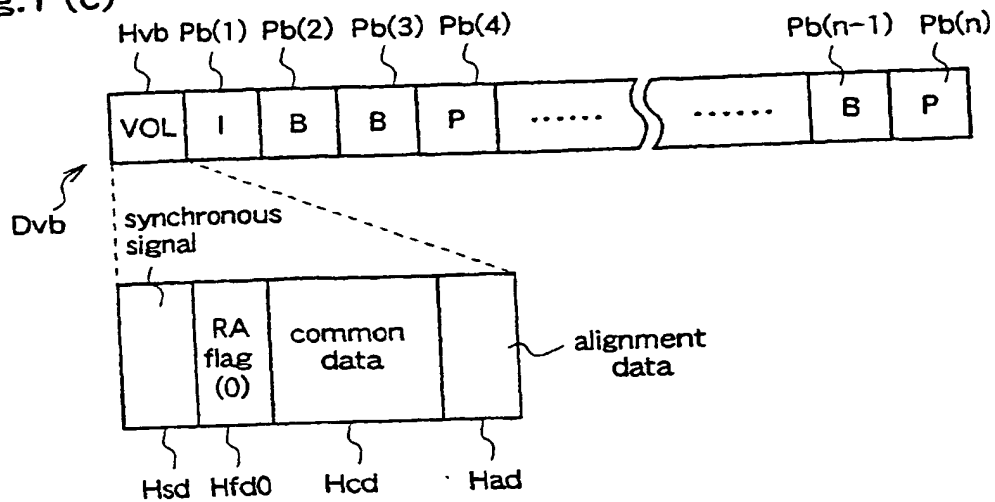 g.1 (c)
Hvb Pb(1) Pb(2) Pb(3) Pb(4) Pb(n-1) Pb(n)
VOL I B B P ...... ...... B P
Dvb
synchronous
signal
RA
flag
(0)
common
data
alignment
data
Hsd Hfd0 Hcd Had